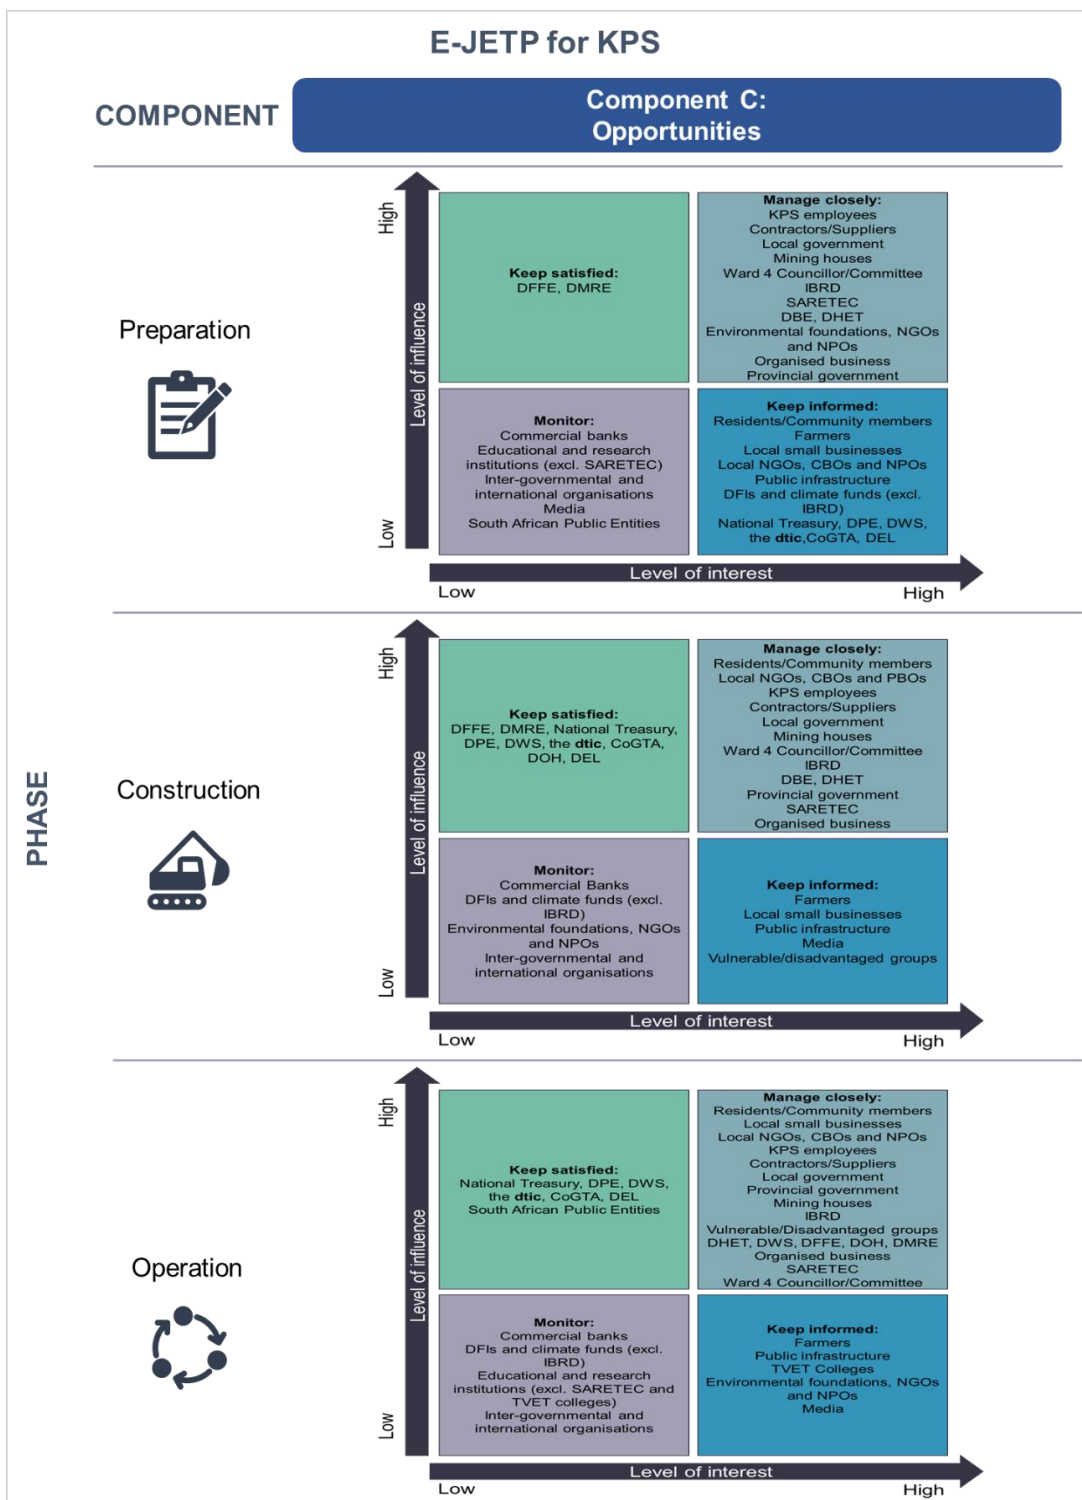 E-JETP for KPS
COMPONENT
Component C:
Opportunities
PHASE
Preparation
High
Level of influence
Low
Keep satisfied:
DFFE, DMRE
Manage closely:
KPS employees
Contractors/Suppliers
Local government
Mining houses
Ward 4 Councillor/Committee
IBRD
SARETEC
DBE, DHET
Environmental foundations, NGOs
and NPOs
Organised business
Provincial government
Monitor:
Commercial banks
Educational and research
institutions (excl. SARETEC)
Inter-governmental and
international organisations
Media
South African Public Entities
Keep informed:
Residents/Community members
Farmers
Local small businesses
Local NGOs, CBOs and NPOs
Public infrastructure
DFIs and climate funds (excl.
IBRD)
National Treasury, DPE, DWS,
the dtic,CoGTA, DEL
Level of interest
Low
High
Construction
High
Level of influence
Low
Keep satisfied:
DFFE, DMRE, National Treasury,
DPE, DWS, the dtic, CoGTA,
DOH, DEL
Manage closely:
Residents/Community members
Local NGOs, CBOs and PBOs
KPS employees
Contractors/Suppliers
Local government
Mining houses
Ward 4 Councillor/Committee
IBRD
DBE, DHET
Provincial government
SARETEC
Organised business
Monitor:
Commercial Banks
DFIs and climate funds (excl.
IBRD)
Environmental foundations, NGOs
and NPOs
Inter-governmental and
international organisations
Keep informed:
Farmers
Local small businesses
Public infrastructure
Media
Vulnerable/disadvantaged groups
Level of interest
Low
High
Operation
High
Level of influence
Low
Keep satisfied:
National Treasury, DPE, DWS,
the dtic, CoGTA, DEL
South African Public Entities
Manage closely:
Residents/Community members
Local small businesses
Local NGOs, CBOs and NPOs
KPS employees
Contractors/Suppliers
Local government
Provincial government
Mining houses
IBRD
Vulnerable/Disadvantaged groups
DHET, DWS, DFFE, DOH, DMRE
Organised business
SARETEC
Ward 4 Councillor/Committee
Monitor:
Commercial banks
DFIs and climate funds (excl.
IBRD)
Educational and research
institutions (excl. SARETEC and
TVET colleges)
Inter-governmental and
international organisations
Keep informed:
Farmers
Public infrastructure
TVET Colleges
Environmental foundations, NGOs
and NPOs
Media
Level of interest
Low
High